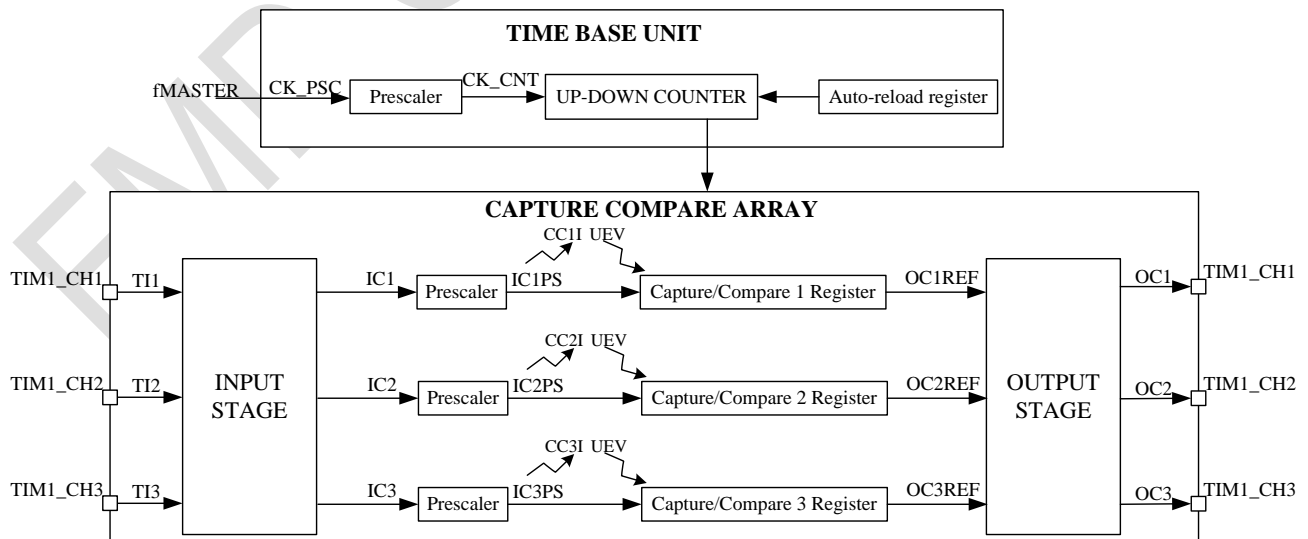 TIME BASE UNIT
fMASTER CK_PSC Prescaler CK_CNT UP-DOWN COUNTER Auto-reload register
CAPTURE COMPARE ARRAY
CC1I UEV
TIM1_CH1 TI1 IC1 Prescaler IC1PS Capture/Compare 1 Register OC1REF OC1 TIM1_CH1
CC2I UEV
TIM1_CH2 TI2 INPUT STAGE IC2 Prescaler IC2PS Capture/Compare 2 Register OC2REF OUTPUT STAGE OC2 TIM1_CH2
CC3I UEV
TIM1_CH3 TI3 IC3 Prescaler IC3PS Capture/Compare 3 Register OC3REF OC3 TIM1_CH3